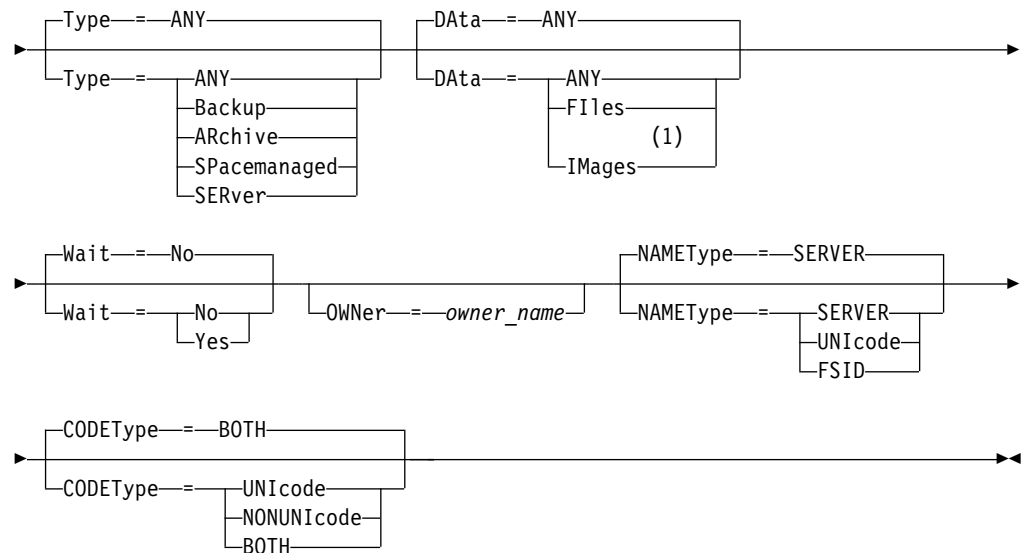 Type = ANY DAta = ANY
Type = ANY DAta = ANY
Backup FIles
ARchive (1)
SPacemanaged IMages
SERver
Wait = No NAMEType = SERVER
Wait = No OWNer = owner_name NAMEType = SERVER
Yes UNIcode
FSID
CODEType = BOTH
CODEType = UNIcode
NONUNIcode
BOTH